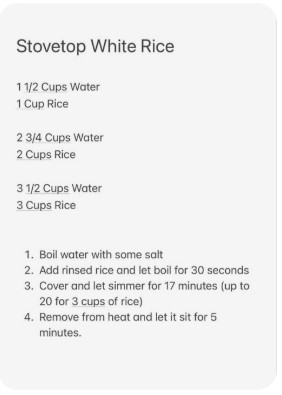 Stovetop White Rice
1 1/2 Cups Water
1 Cup Rice
2 3/4 Cups Water
2 Cups Rice
3 1/2 Cups Water
3 Cups Rice
1. Boil water with some salt
2. Add rinsed rice and let boil for 30 seconds
3. Cover and let simmer for 17 minutes (up to
20 for 3 cups of rice)
4. Remove from heat and let it sit for 5
minutes.